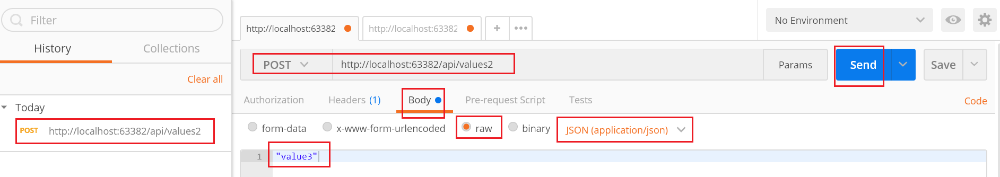 Filter
History Collections
Clear all
Today
POST http://localhost:63382/api/values2
http://localhost:63382 http://localhost:63382 + •••
No Environment
POST http://localhost:63382/api/values2 Params Send Save
Authorization Headers (1) Body Pre-request Script Tests Code
form-data x-www-form-urlencoded raw binary JSON (application/json)
1 "value3"